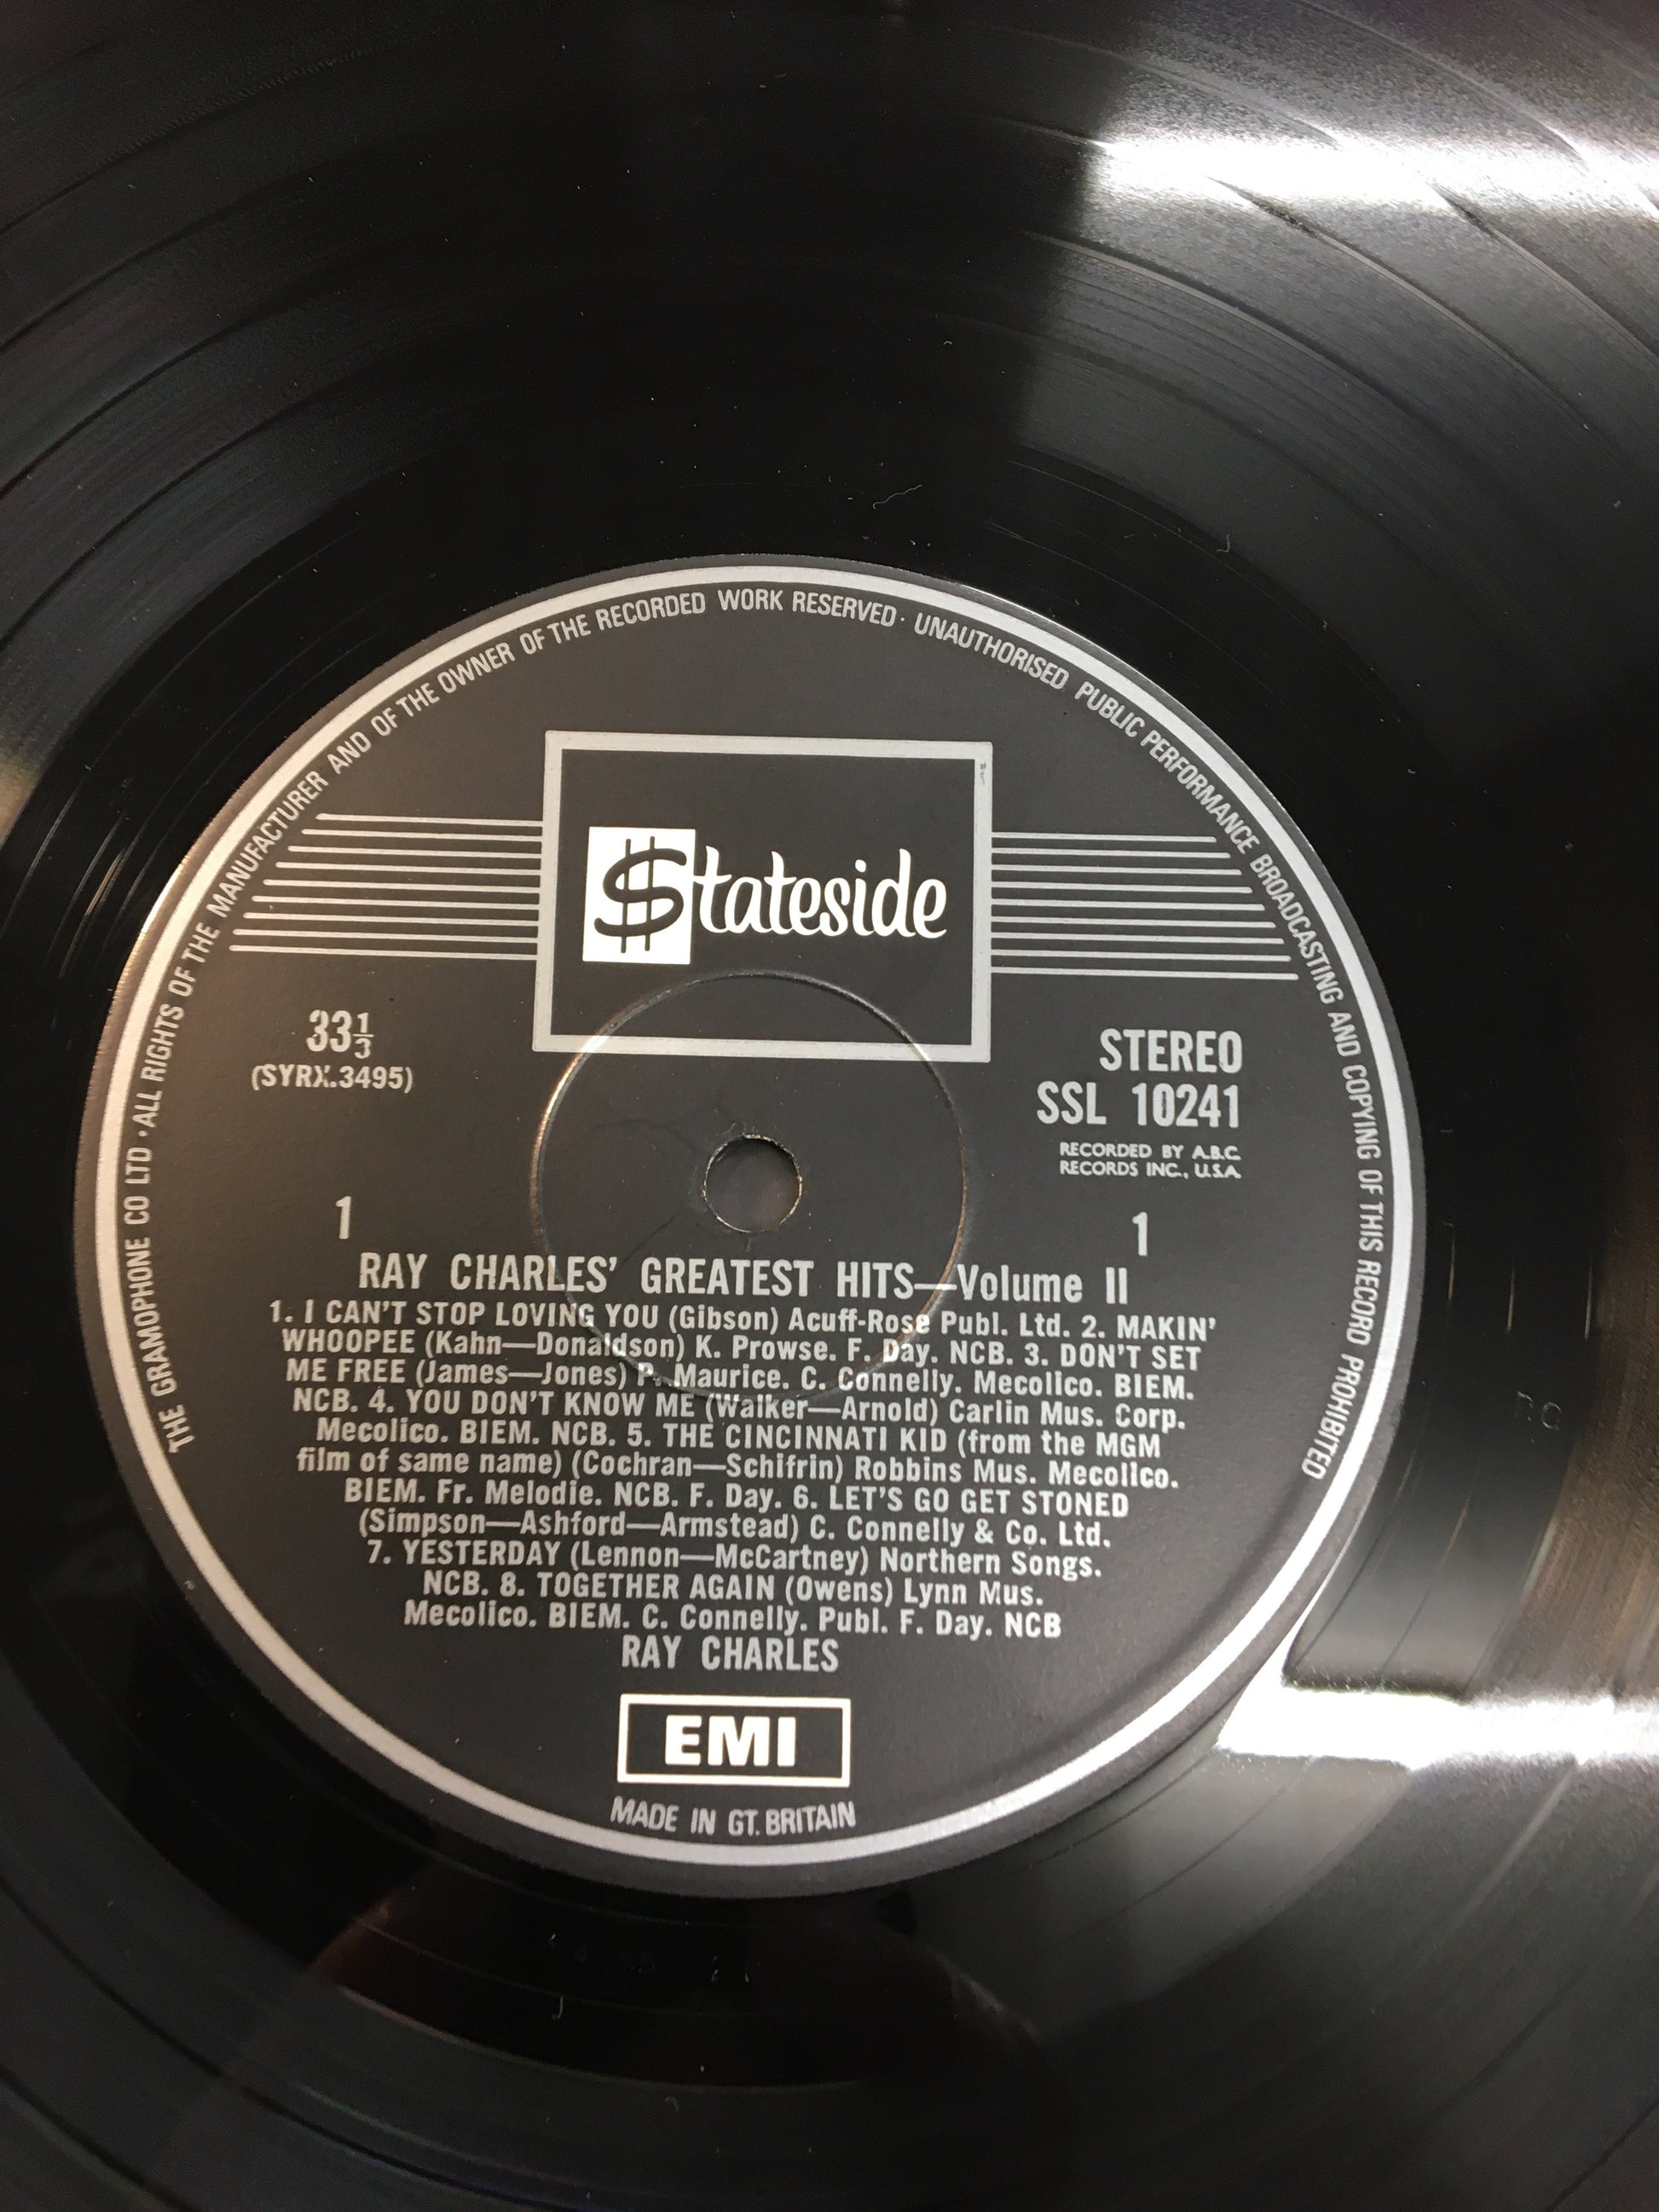 THE GRAMOPHONE CO LTD · ALL RIGHTS OF THE MANUFACTURER AND OF THE OWNER OF THE RECORDED WORK RESERVED · UNAUTHORISED PUBLIC PERFORMANCE BROADCASTING AND COPYING OF THIS RECORD PROHIBITED
$tateside
33⅓
(SYRX.3495)
STEREO
SSL 10241
RECORDED BY A.B.C.
RECORDS INC., U.S.A.
1 1
RAY CHARLES' GREATEST HITS—Volume II
1. I CAN'T STOP LOVING YOU (Gibson) Acuff-Rose Publ. Ltd. 2. MAKIN'
WHOOPEE (Kahn—Donaldson) K. Prowse. F. Day. NCB. 3. DON'T SET
ME FREE (James—Jones) P. Maurice. C. Connelly. Mecolico. BIEM.
NCB. 4. YOU DON'T KNOW ME (Walker—Arnold) Carlin Mus. Corp.
Mecolico. BIEM. NCB. 5. THE CINCINNATI KID (from the MGM
film of same name) (Cochran—Schifrin) Robbins Mus. Mecolico.
BIEM. Fr. Melodie. NCB. F. Day. 6. LET'S GO GET STONED
(Simpson—Ashford—Armstead) C. Connelly & Co. Ltd.
7. YESTERDAY (Lennon—McCartney) Northern Songs.
NCB. 8. TOGETHER AGAIN (Owens) Lynn Mus.
Mecolico. BIEM. C. Connelly. Publ. F. Day. NCB
RAY CHARLES
EMI
MADE IN GT. BRITAIN